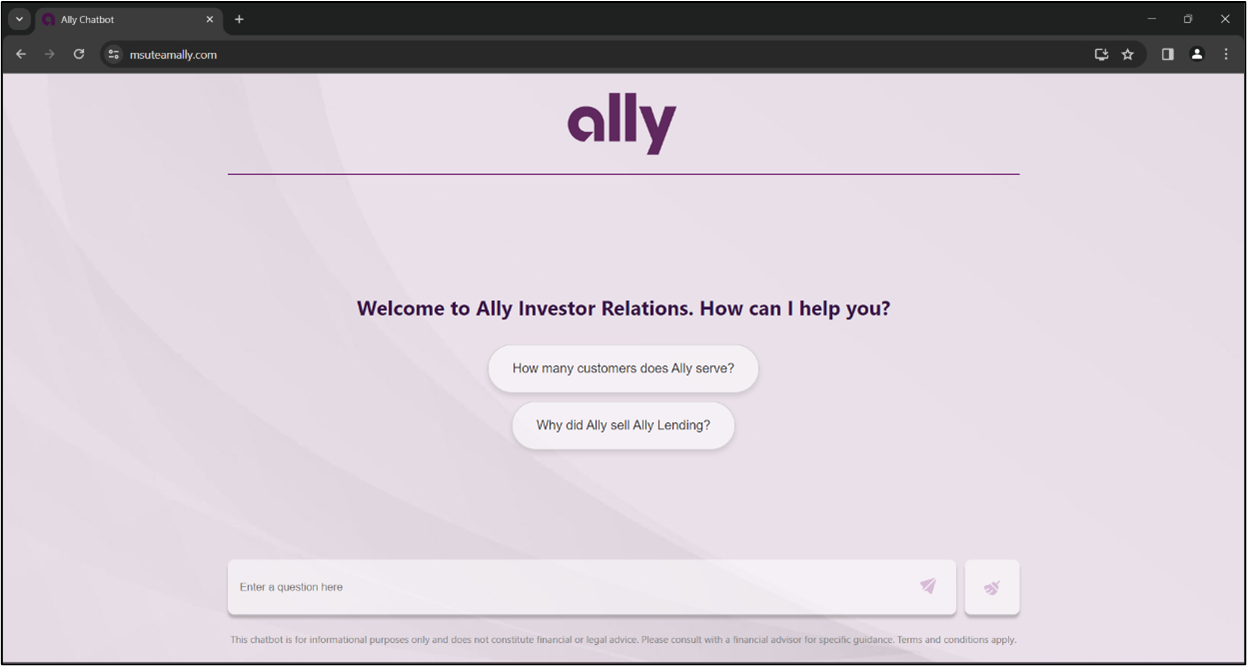 Ally Chatbot
msuteamally.com
ally
Welcome to Ally Investor Relations. How can I help you?
How many customers does Ally serve?
Why did Ally sell Ally Lending?
Enter a question here
This chatbot is for informational purposes only and does not constitute financial or legal advice. Please consult with a financial advisor for specific guidance. Terms and conditions apply.